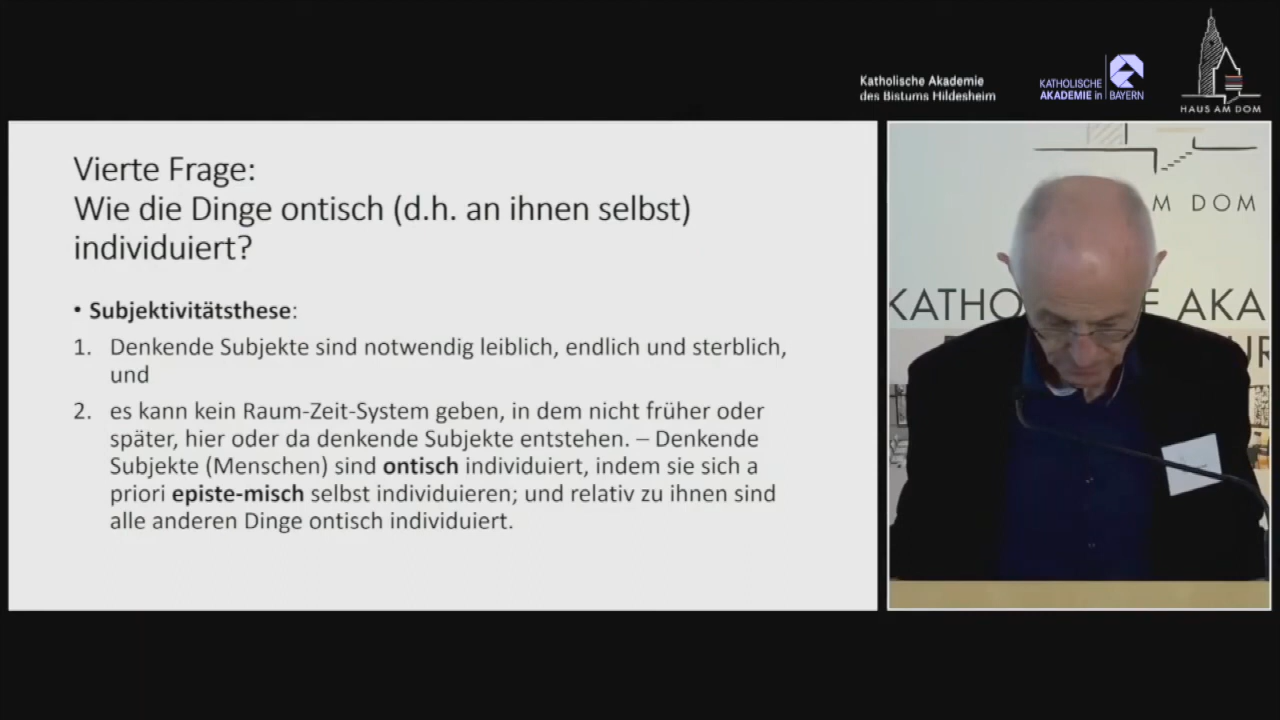 Katholische Akademie
des Bistums Hildesheim
KATHOLISCHE
AKADEMIE in BAYERN
HAUS AM DOM
Vierte Frage:
Wie die Dinge ontisch (d.h. an ihnen selbst)
individuiert?
• Subjektivitätsthese:
1. Denkende Subjekte sind notwendig leiblich, endlich und sterblich,
und
2. es kann kein Raum-Zeit-System geben, in dem nicht früher oder
später, hier oder da denkende Subjekte entstehen. – Denkende
Subjekte (Menschen) sind ontisch individuiert, indem sie sich a
priori episte-misch selbst individuieren; und relativ zu ihnen sind
alle anderen Dinge ontisch individuiert.
M DOM
KATHO
E AKA